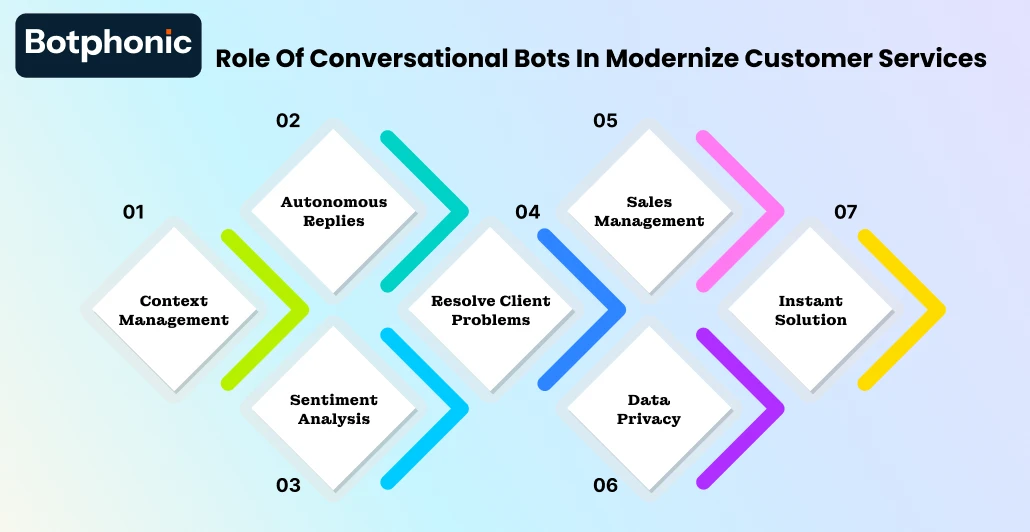 Botphonic
Role Of Conversational Bots In Modernize Customer Services
01
Context
Management
02
Autonomous
Replies
03
Sentiment
Analysis
04
Resolve Client
Problems
05
Sales
Management
06
Data
Privacy
07
Instant
Solution